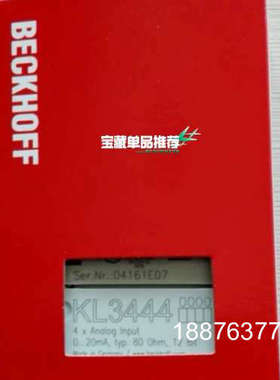 BECKHOFF
宝藏单品推荐
Ser.Nr.:04161E07
KL3444
4 x Analog Input
0...20mA, typ. 80 Ohm, 12 Bit
18876377